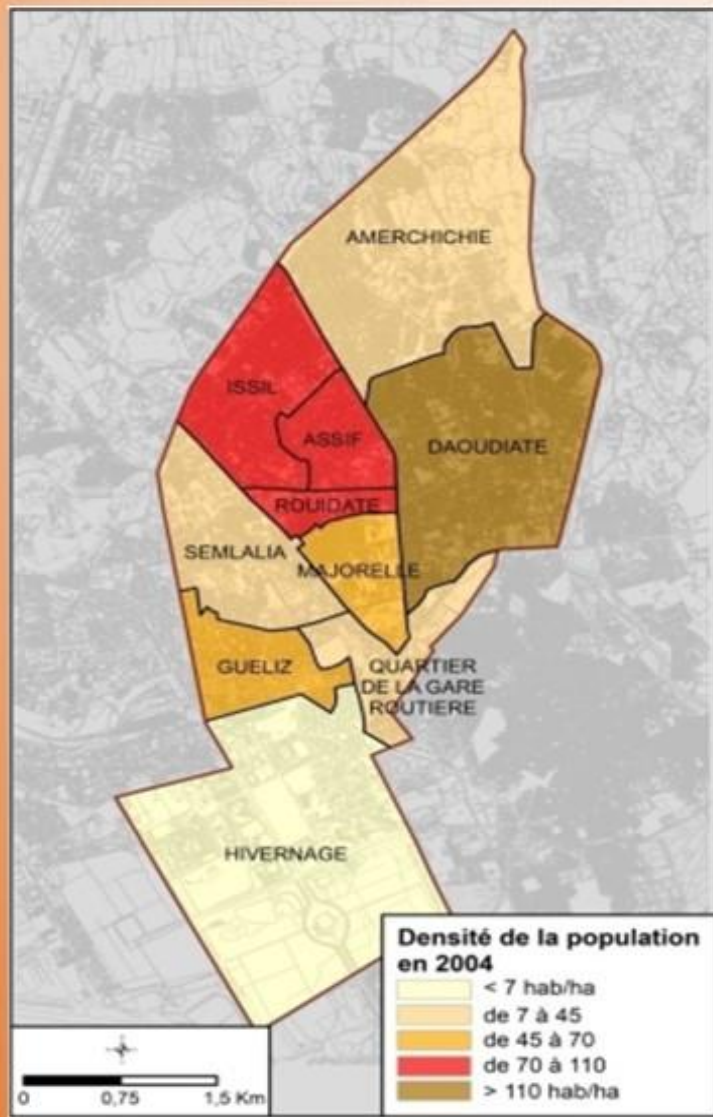 AMERCHICHIE
ISSIL
ASSIF
DAOUDIATE
ROUIDATE
SEMLALIA
MAJORELLE
GUELIZ
QUARTIER
DE LA GARE
ROUTIERE
HIVERNAGE
Densité de la population
en 2004
< 7 hab/ha
de 7 à 45
de 45 à 70
de 70 à 110
> 110 hab/ha
0 0,75 1,5 Km